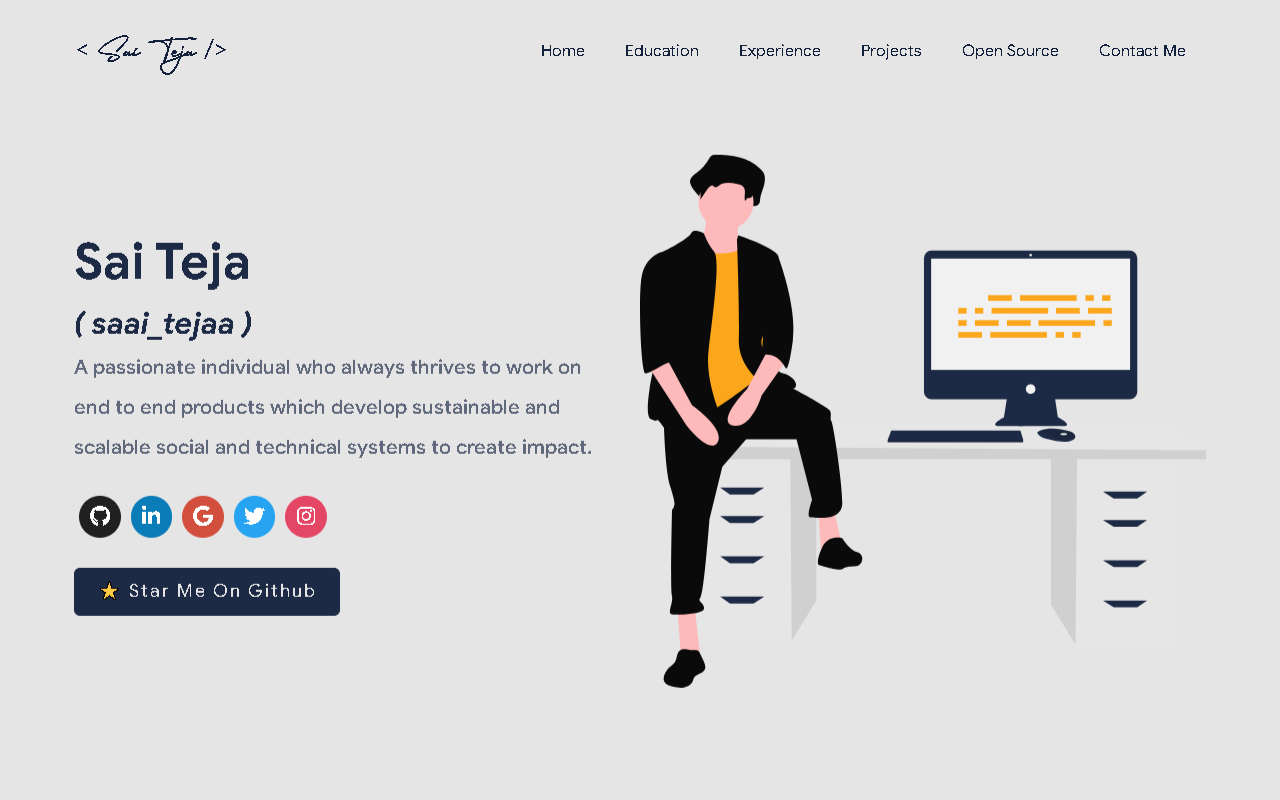 < Sai Teja />
Home Education Experience Projects Open Source Contact Me
Sai Teja
( saai_tejaa )
A passionate individual who always thrives to work on
end to end products which develop sustainable and
scalable social and technical systems to create impact.
⭐ Star Me On Github